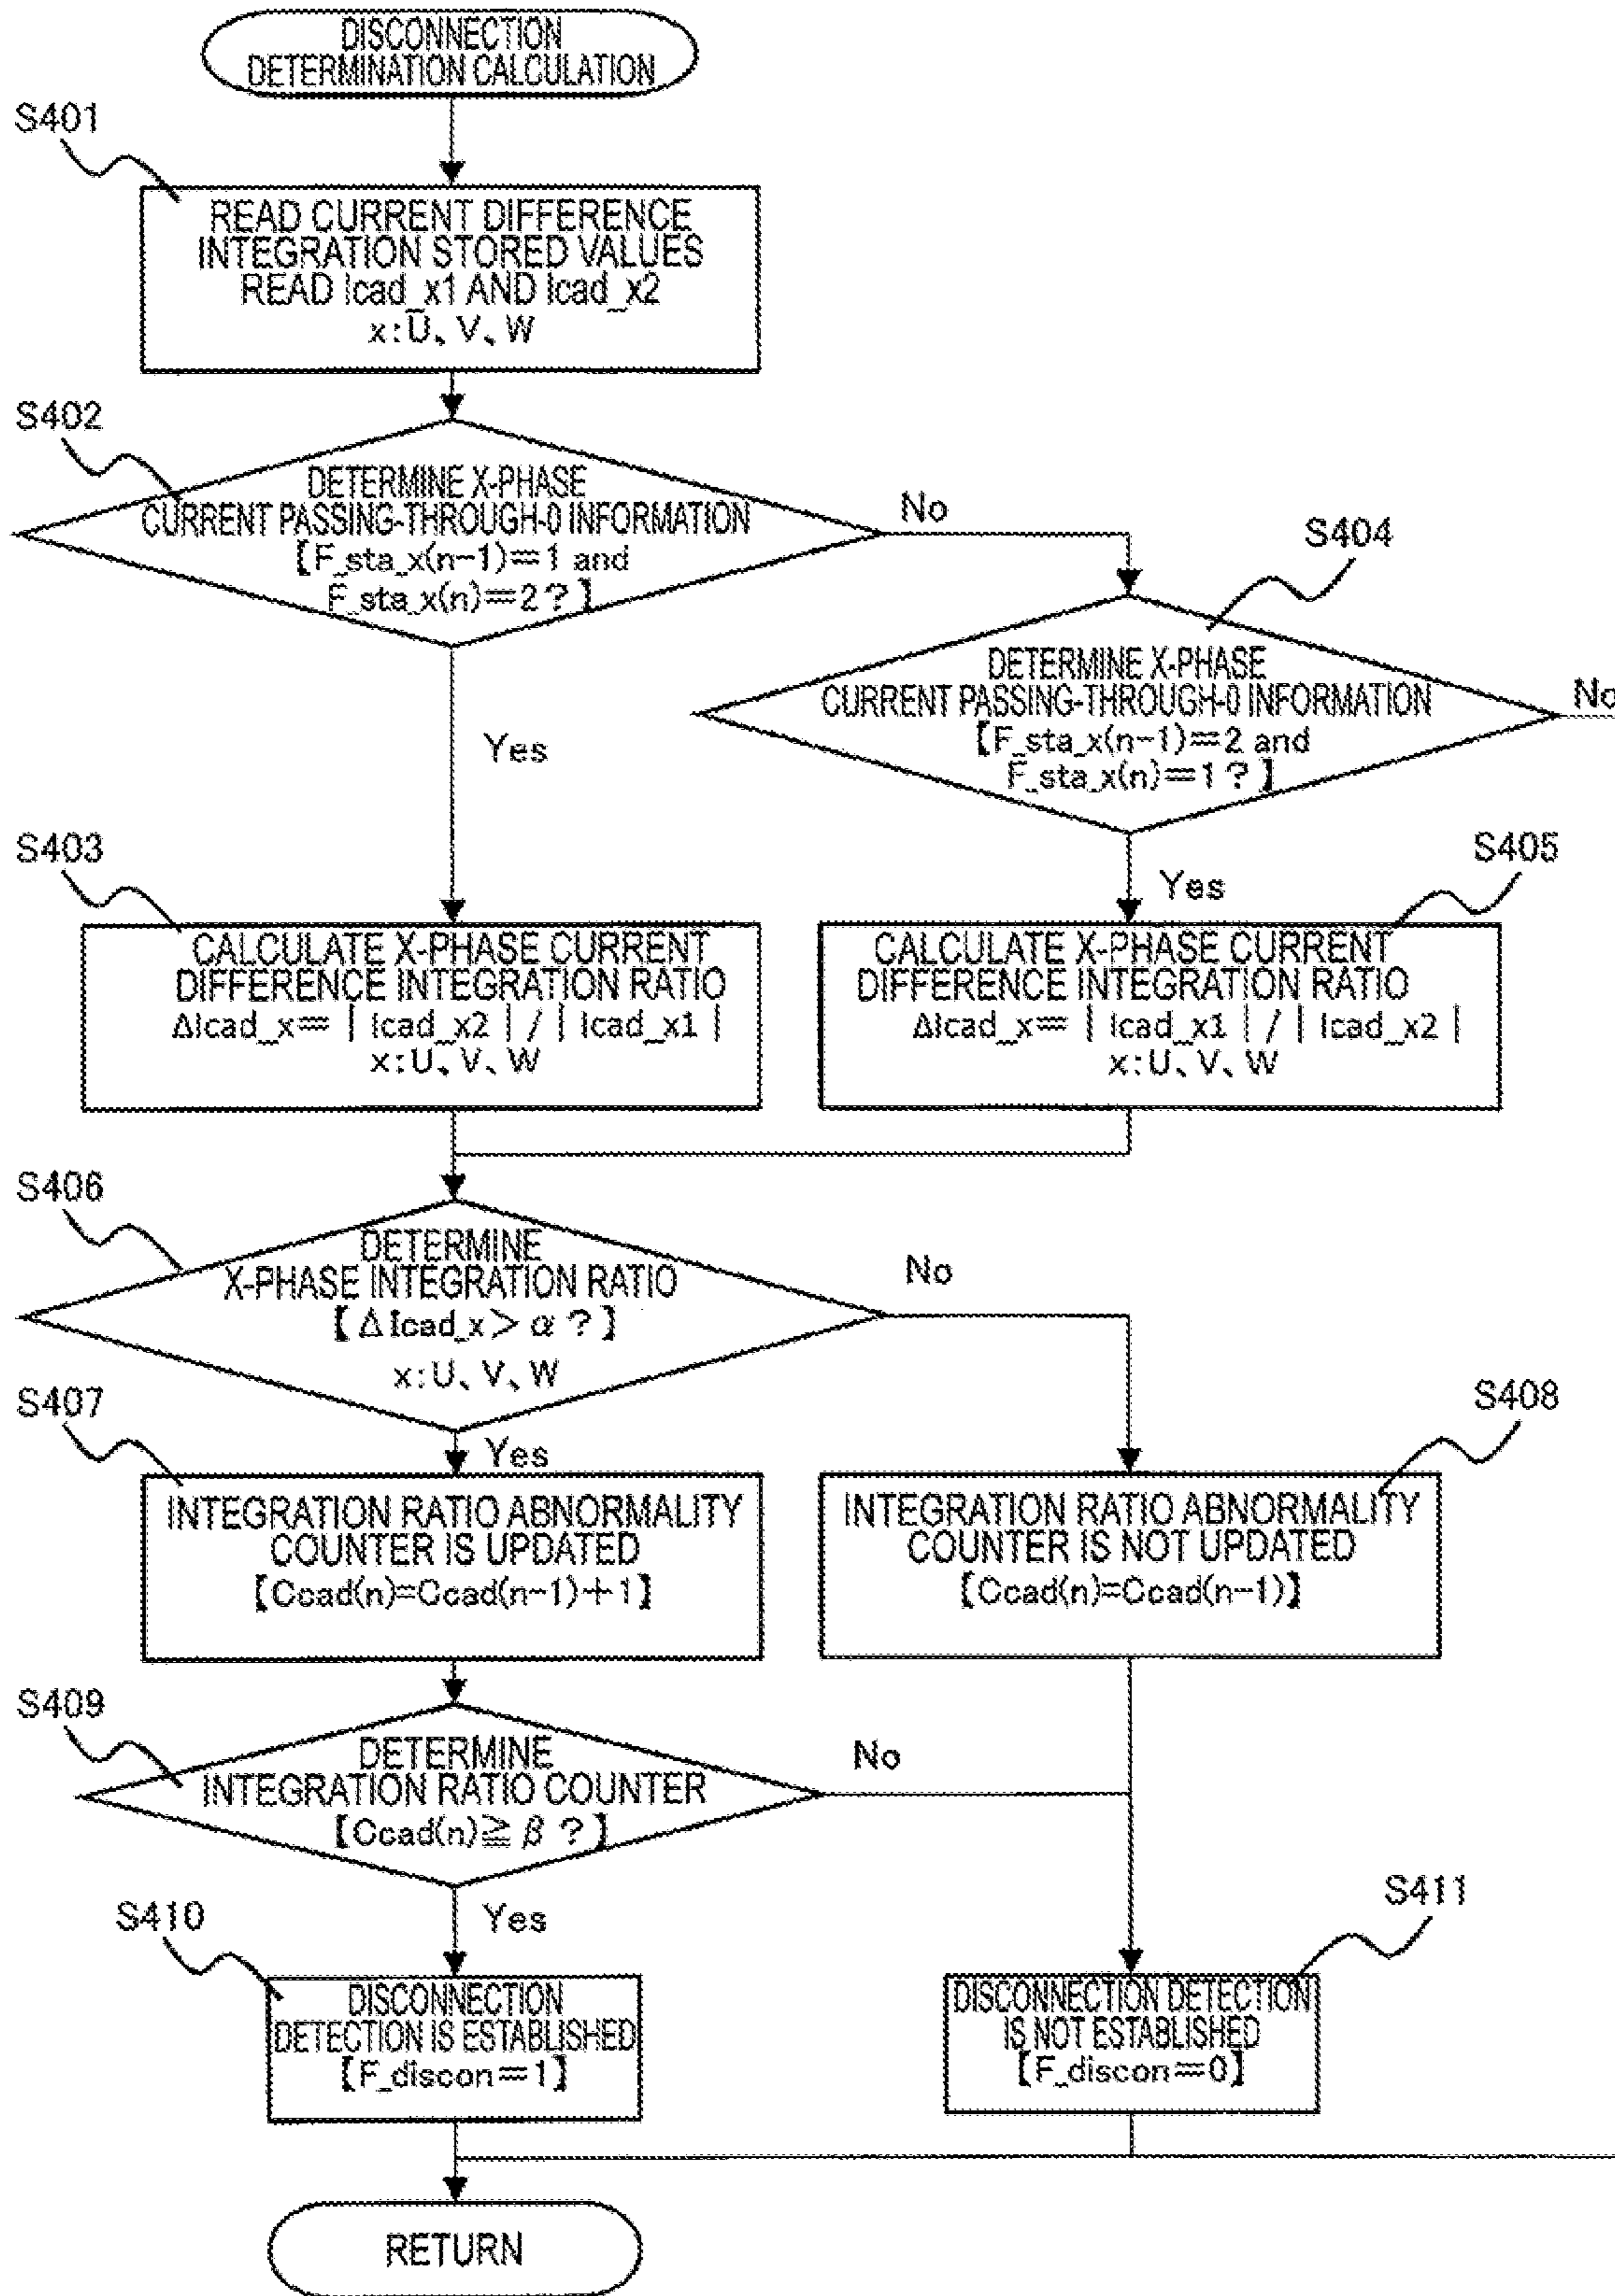 DISCONNECTION
DETERMINATION CALCULATION
S401
READ CURRENT DIFFERENCE
INTEGRATION STORED VALUES
READ Icad_x1 AND Icad_x2
x:U、V、W
S402
DETERMINE X-PHASE
CURRENT PASSING-THROUGH-0 INFORMATION
【F_sta_x(n-1)=1 and
F_sta_x(n)=2?】
No
S404
DETERMINE X-PHASE
CURRENT PASSING-THROUGH-0 INFORMATION
【F_sta_x(n-1)=2 and
F_sta_x(n)=1?】
No
Yes
S403
CALCULATE X-PHASE CURRENT
DIFFERENCE INTEGRATION RATIO
ΔIcad_x=|Icad_x2|/|Icad_x1|
x:U、V、W
Yes
S405
CALCULATE X-PHASE CURRENT
DIFFERENCE INTEGRATION RATIO
ΔIcad_x=|Icad_x1|/|Icad_x2|
x:U、V、W
S406
DETERMINE
X-PHASE INTEGRATION RATIO
【ΔIcad_x>α?】
x:U、V、W
No
S407
Yes
INTEGRATION RATIO ABNORMALITY
COUNTER IS UPDATED
【Ccad(n)=Ccad(n-1)+1】
S408
INTEGRATION RATIO ABNORMALITY
COUNTER IS NOT UPDATED
【Ccad(n)=Ccad(n-1)】
S409
DETERMINE
INTEGRATION RATIO COUNTER
【Ccad(n)≧β?】
No
Yes
S410
DISCONNECTION
DETECTION IS ESTABLISHED
【F_discon=1】
S411
DISCONNECTION DETECTION
IS NOT ESTABLISHED
【F_discon=0】
RETURN